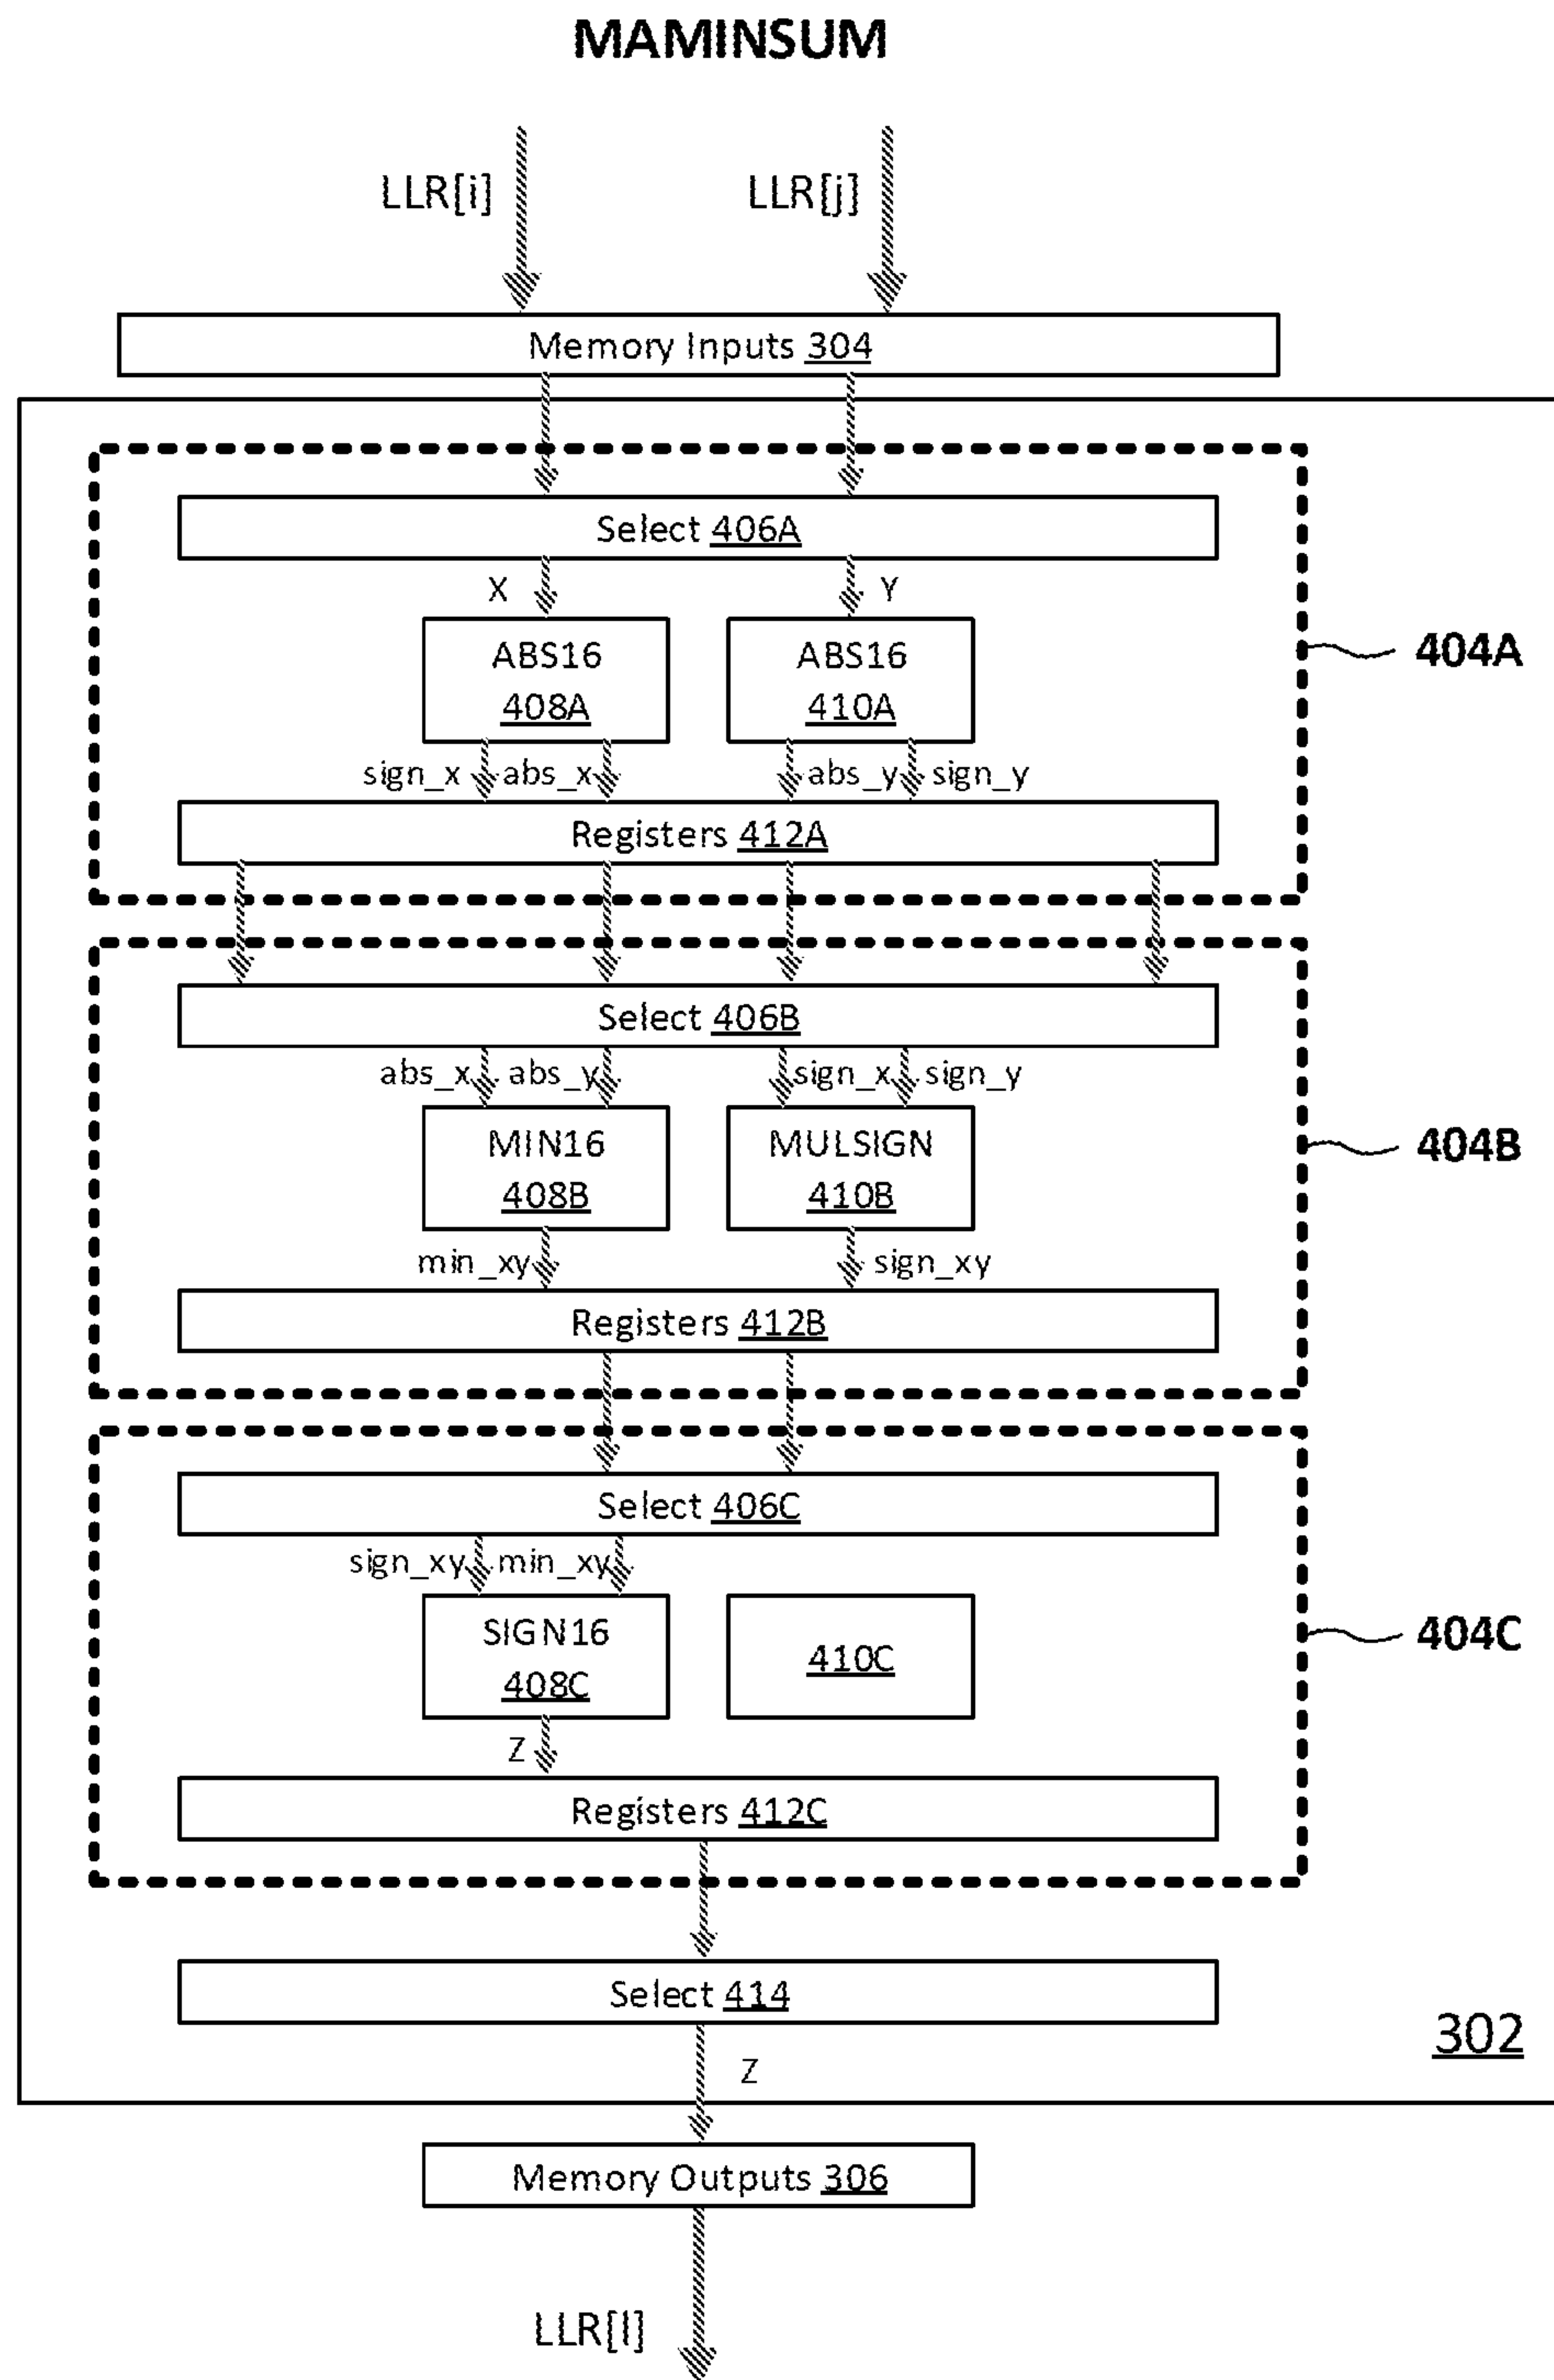 MAMINSUM
LLR[i] LLR[j]
Memory Inputs 304
Select 406A
X Y
ABS16 ABS16
408A 410A
404A
sign_x abs_x abs_y sign_y
Registers 412A
Select 406B
abs_x abs_y sign_x sign_y
MIN16 MULSIGN
408B 410B
404B
min_xy sign_xy
Registers 412B
Select 406C
sign_xy min_xy
SIGN16
408C 410C
404C
Z
Registers 412C
Select 414
302
Z
Memory Outputs 306
LLR[l]